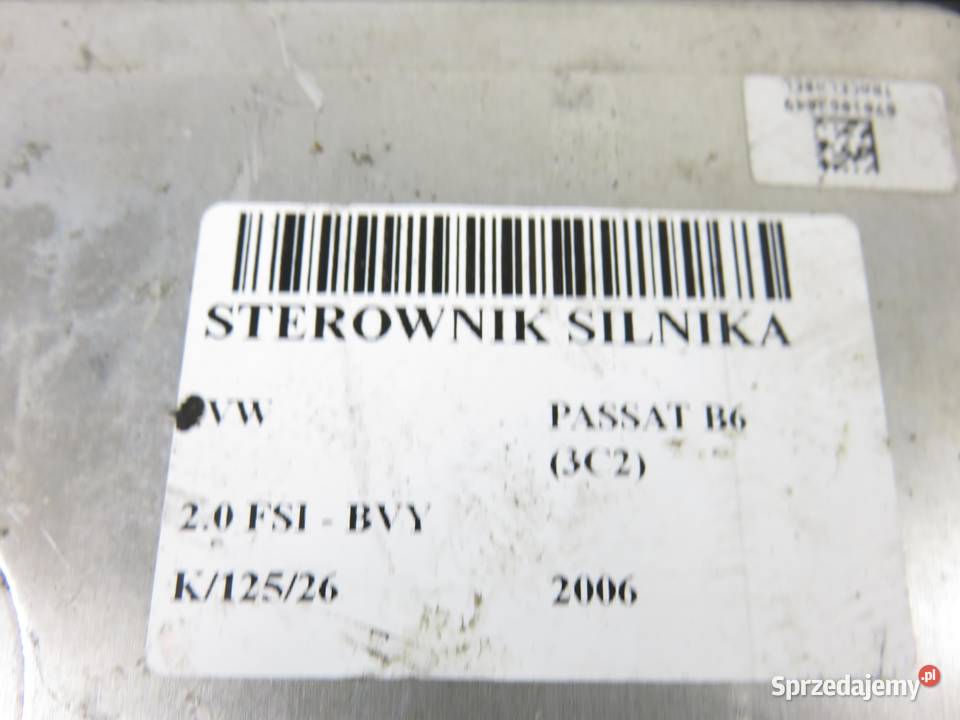 STEROWNIK SILNIKA
VW
PASSAT B6
(3C2)
2.0 FSI - BVY
K/125/26
2006
Sprzedajemy.pl